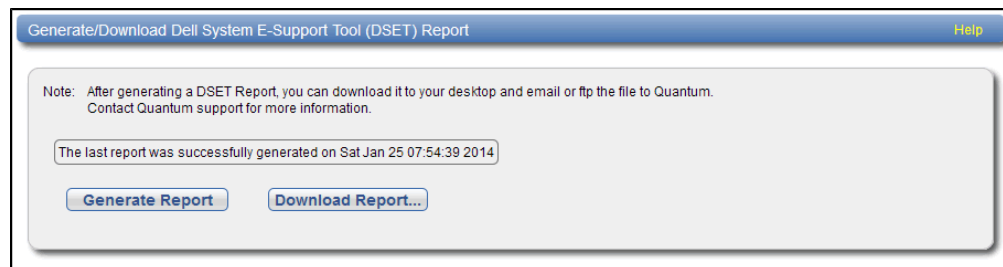 Generate/Download Dell System E-Support Tool (DSET) Report Help
Note: After generating a DSET Report, you can download it to your desktop and email or ftp the file to Quantum.
Contact Quantum support for more information.
The last report was successfully generated on Sat Jan 25 07:54:39 2014
Generate Report Download Report...